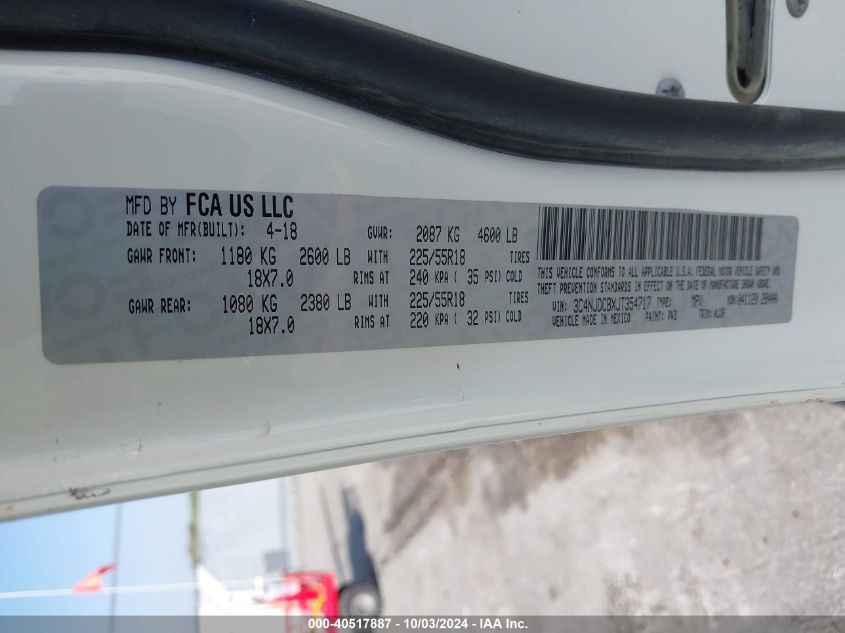 MFD BY FCA US LLC
DATE OF MFR(BUILT): 4-18 GVWR: 2087 KG 4600 LB
GAWR FRONT: 1180 KG 2600 LB WITH 225/55R18 TIRES
18X7.0 RIMS AT 240 KPA ( 35 PSI) COLD
GAWR REAR: 1080 KG 2380 LB WITH 225/55R18 TIRES
18X7.0 RIMS AT 220 KPA ( 32 PSI) COLD
THIS VEHICLE CONFORMS TO ALL APPLICABLE U.S.A. FEDERAL MOTOR VEHICLE SAFETY AND
THEFT PREVENTION STANDARDS IN EFFECT ON THE DATE OF MANUFACTURE SHOWN ABOVE.
VIN: 3C4NJDCBXJT354717 TYPE: MPV MDH: 041120 28AAA
VEHICLE MADE IN MEXICO PAINT: PW3 TRIM:
000-40517887 - 10/03/2024 - IAA Inc.